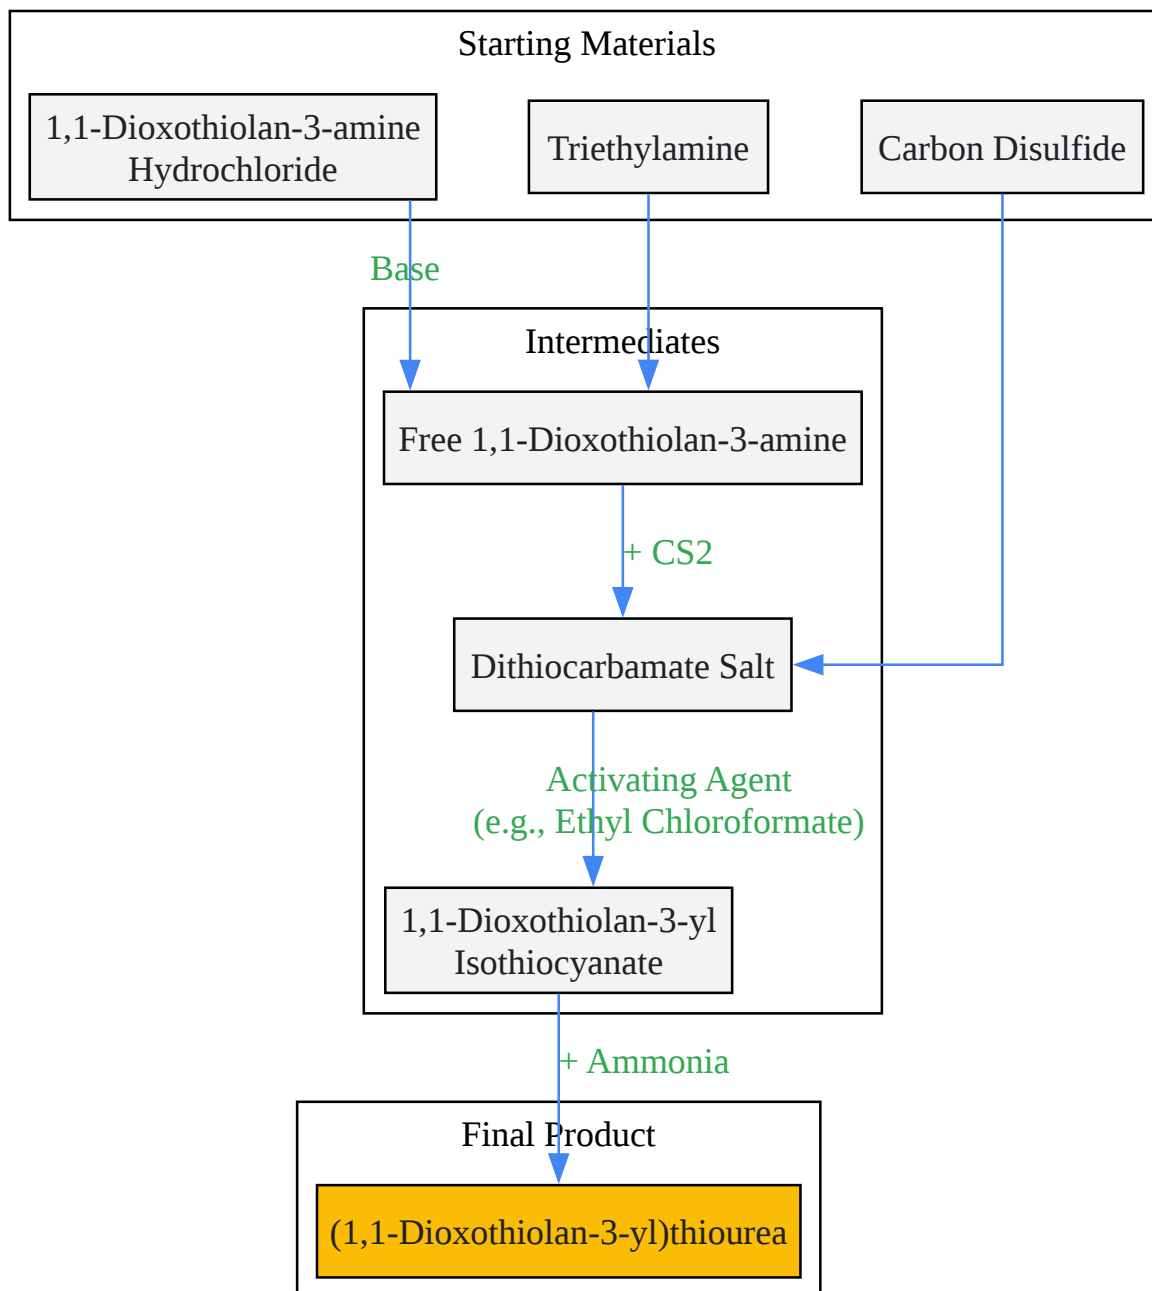 Starting Materials
1,1-Dioxothiolan-3-amine
Hydrochloride
Triethylamine
Carbon Disulfide
Base
Intermediates
Free 1,1-Dioxothiolan-3-amine
+ CS2
Dithiocarbamate Salt
Activating Agent
(e.g., Ethyl Chloroformate)
1,1-Dioxothiolan-3-yl
Isothiocyanate
+ Ammonia
Final Product
(1,1-Dioxothiolan-3-yl)thiourea